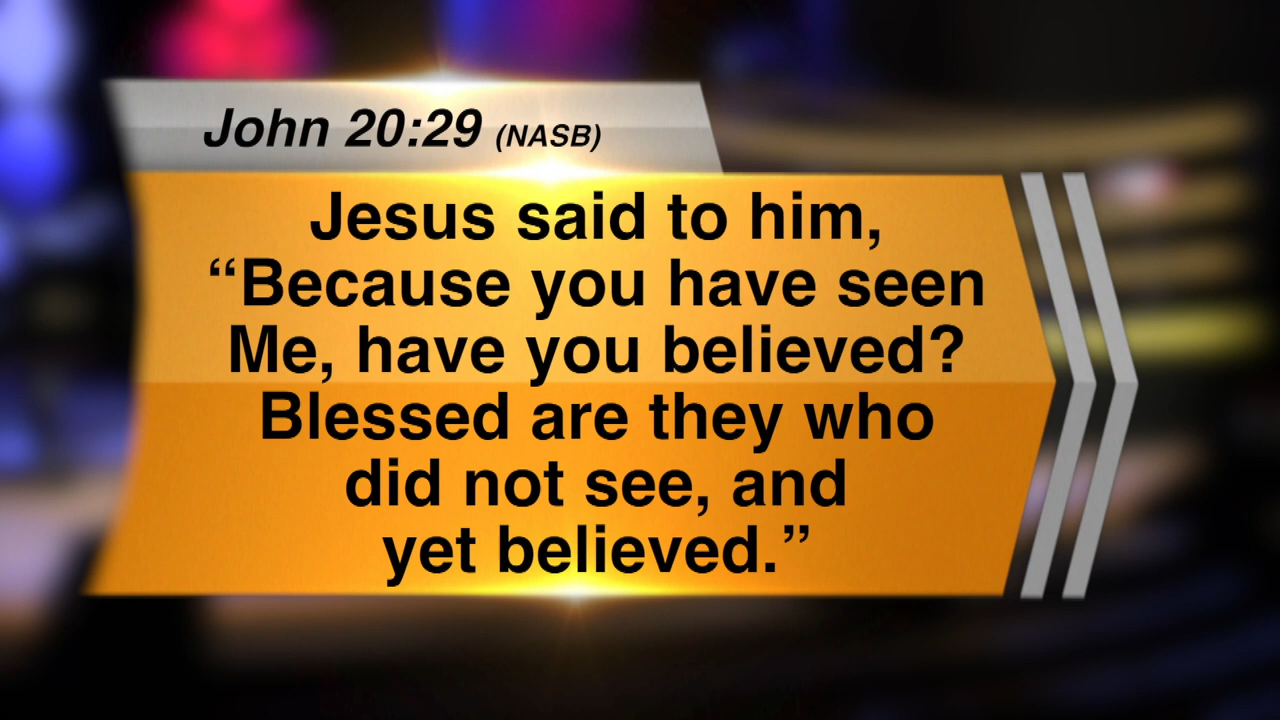 John 20:29 (NASB)
Jesus said to him,
“Because you have seen
Me, have you believed?
Blessed are they who
did not see, and
yet believed.”